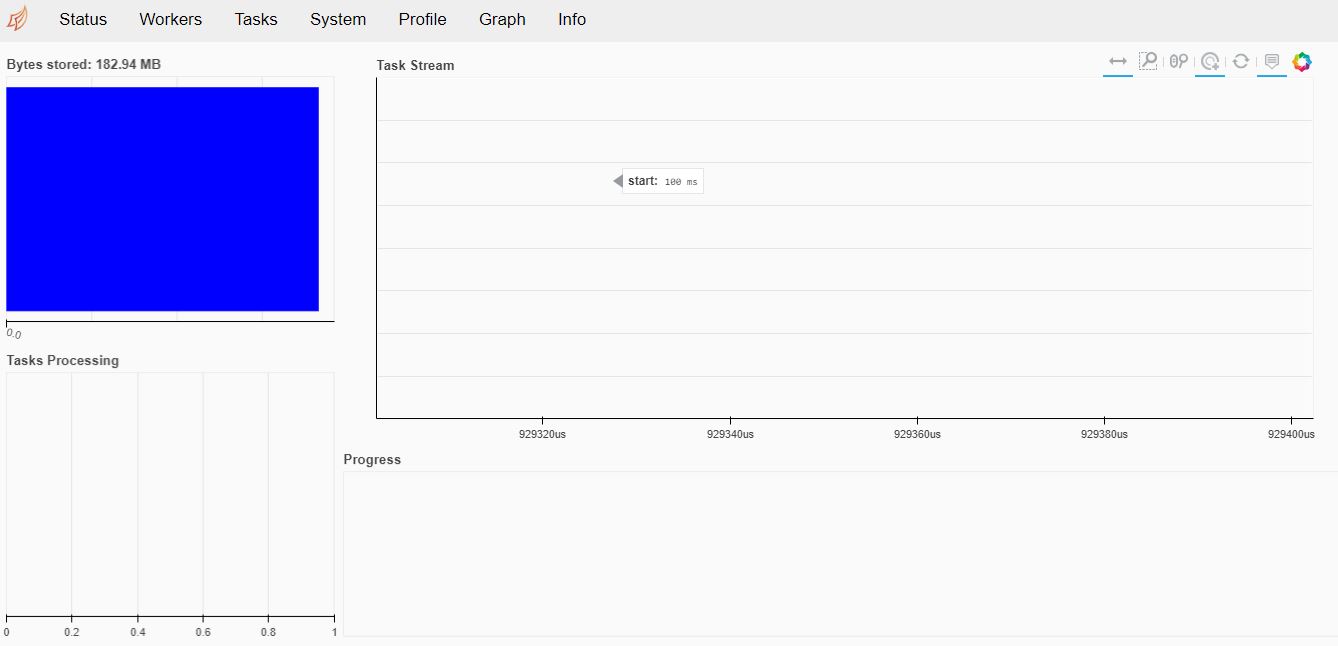 Status Workers Tasks System Profile Graph Info
Bytes stored: 182.94 MB
0.0
Tasks Processing
0 0.2 0.4 0.6 0.8 1
Task Stream
start: 100 ms
929320us 929340us 929360us 929380us 929400us
Progress